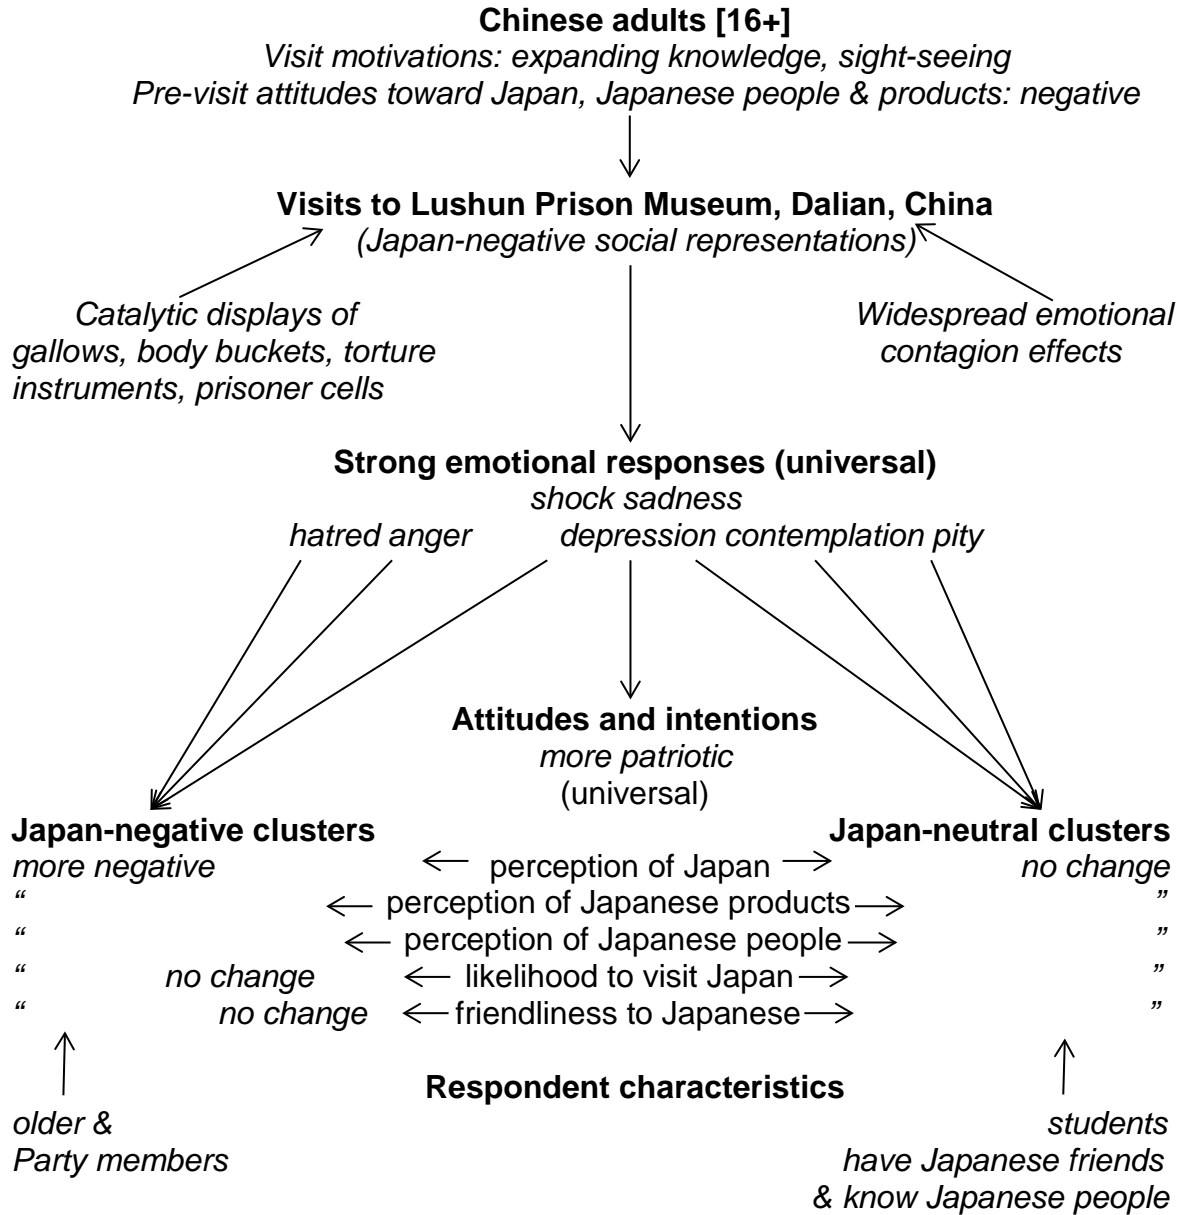 Chinese adults [16+]
Visit motivations: expanding knowledge, sight-seeing
Pre-visit attitudes toward Japan, Japanese people & products: negative
Visits to Lushun Prison Museum, Dalian, China
(Japan-negative social representations)
Catalytic displays of
gallows, body buckets, torture
instruments, prisoner cells
Widespread emotional
contagion effects
Strong emotional responses (universal)
shock sadness
hatred anger depression contemplation pity
Attitudes and intentions
more patriotic
(universal)
Japan-negative clusters Japan-neutral clusters
more negative perception of Japan no change
“ perception of Japanese products ”
“ perception of Japanese people ”
“ no change likelihood to visit Japan ”
“ no change friendliness to Japanese ”
Respondent characteristics
older &
Party members
students
have Japanese friends
& know Japanese people